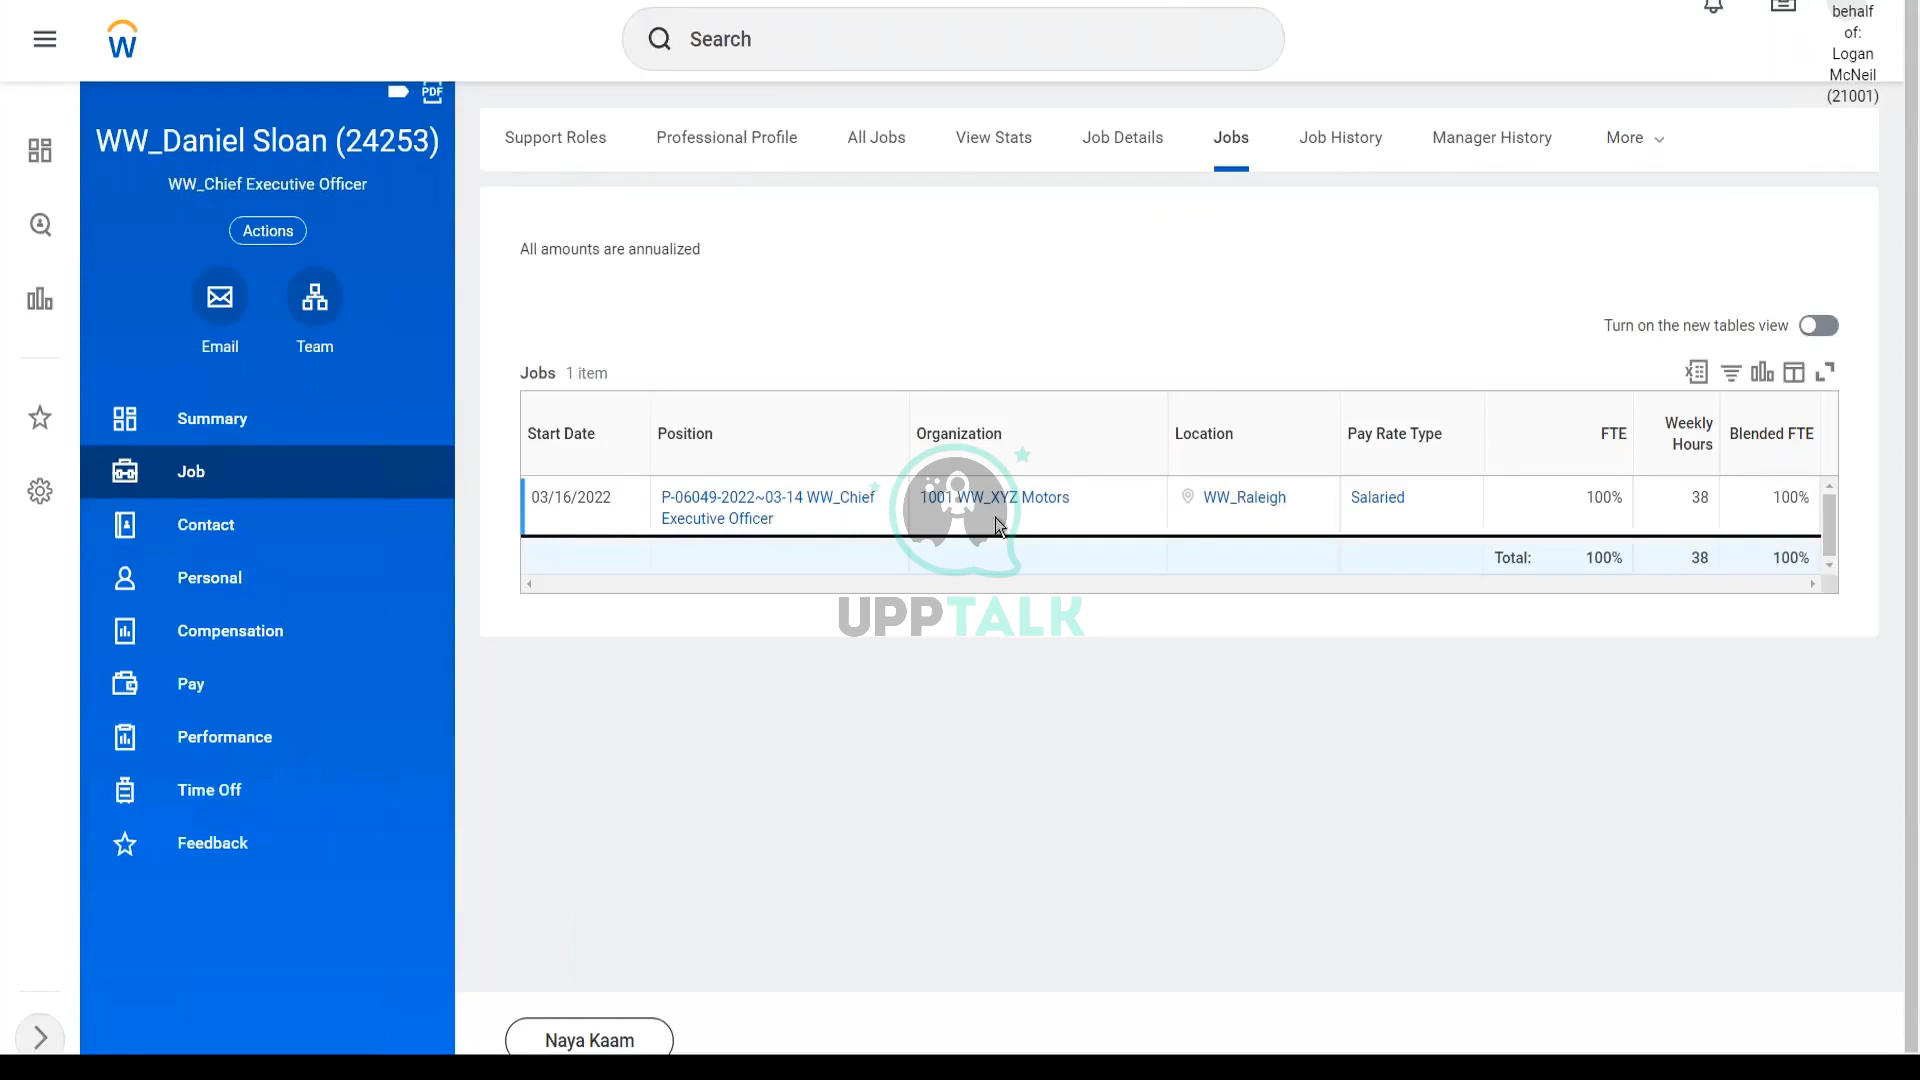 Search
behalf
of:
Logan
McNeil
(21001)
PDF
WW_Daniel Sloan (24253)
WW_Chief Executive Officer
Actions
Email
Team
Summary
Job
Contact
Personal
Compensation
Pay
Performance
Time Off
Feedback
Support Roles
Professional Profile
All Jobs
View Stats
Job Details
Jobs
Job History
Manager History
More
All amounts are annualized
Turn on the new tables view
Jobs 1 item
Start Date
Position
Organization
Location
Pay Rate Type
FTE
Weekly
Hours
Blended FTE
03/16/2022
P-06049-2022~03-14 WW_Chief
Executive Officer
1001 WW_XYZ Motors
WW_Raleigh
Salaried
100%
38
100%
Total:
100%
38
100%
UPPTALK
Naya Kaam